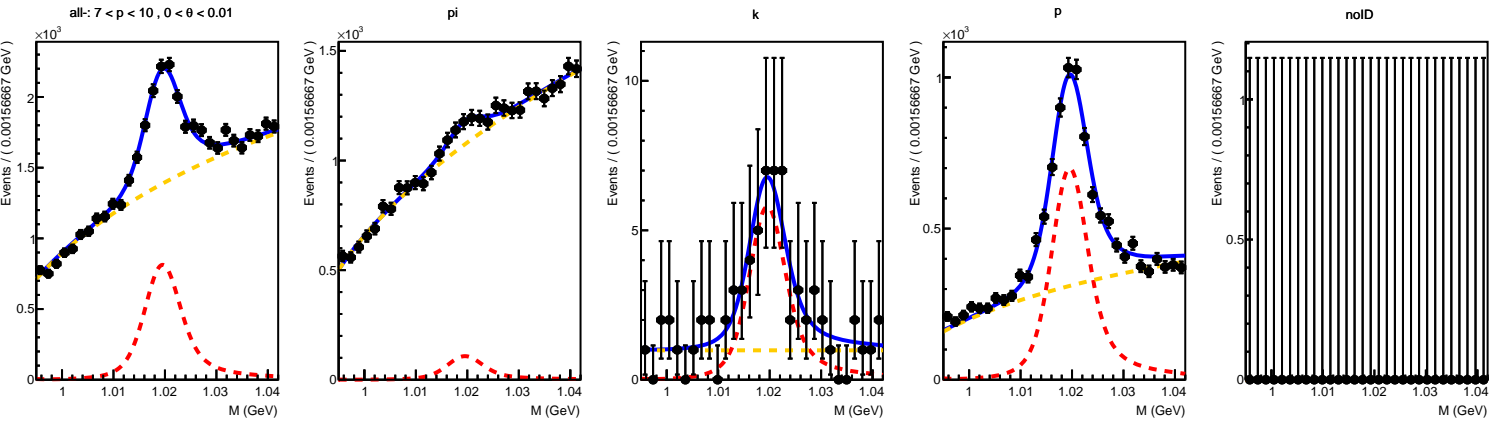 all-: 7 < p < 10 , 0 < θ < 0.01
×10³
Events / ( 0.00156667 GeV )
2
1.5
1
0.5
0
1 1.01 1.02 1.03 1.04
M (GeV)
pi
×10³
Events / ( 0.00156667 GeV )
1.5
1
0.5
0
1 1.01 1.02 1.03 1.04
M (GeV)
k
Events / ( 0.00156667 GeV )
10
5
0
1 1.01 1.02 1.03 1.04
M (GeV)
p
×10³
Events / ( 0.00156667 GeV )
1
0.5
0
1 1.01 1.02 1.03 1.04
M (GeV)
noID
Events / ( 0.00156667 GeV )
1
0.5
0
1 1.01 1.02 1.03 1.04
M (GeV)